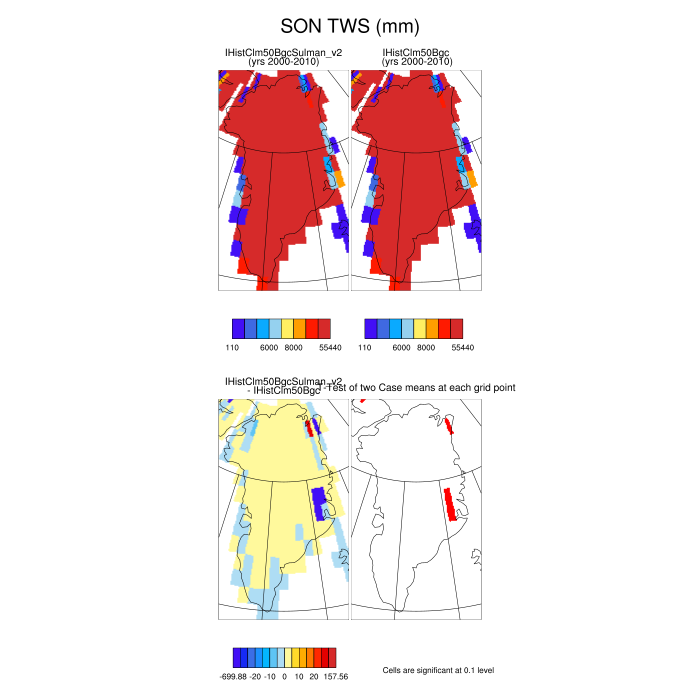 SON TWS (mm)
IHistClm50BgcSulman_v2
(yrs 2000-2010)
IHistClm50Bgc
(yrs 2000-2010)
110 6000 8000 55440
110 6000 8000 55440
IHistClm50BgcSulman_v2
- IHistClm50Bgc
-Test of two Case means at each grid point
-699.88 -20 -10 0 10 20 157.56
Cells are significant at 0.1 level